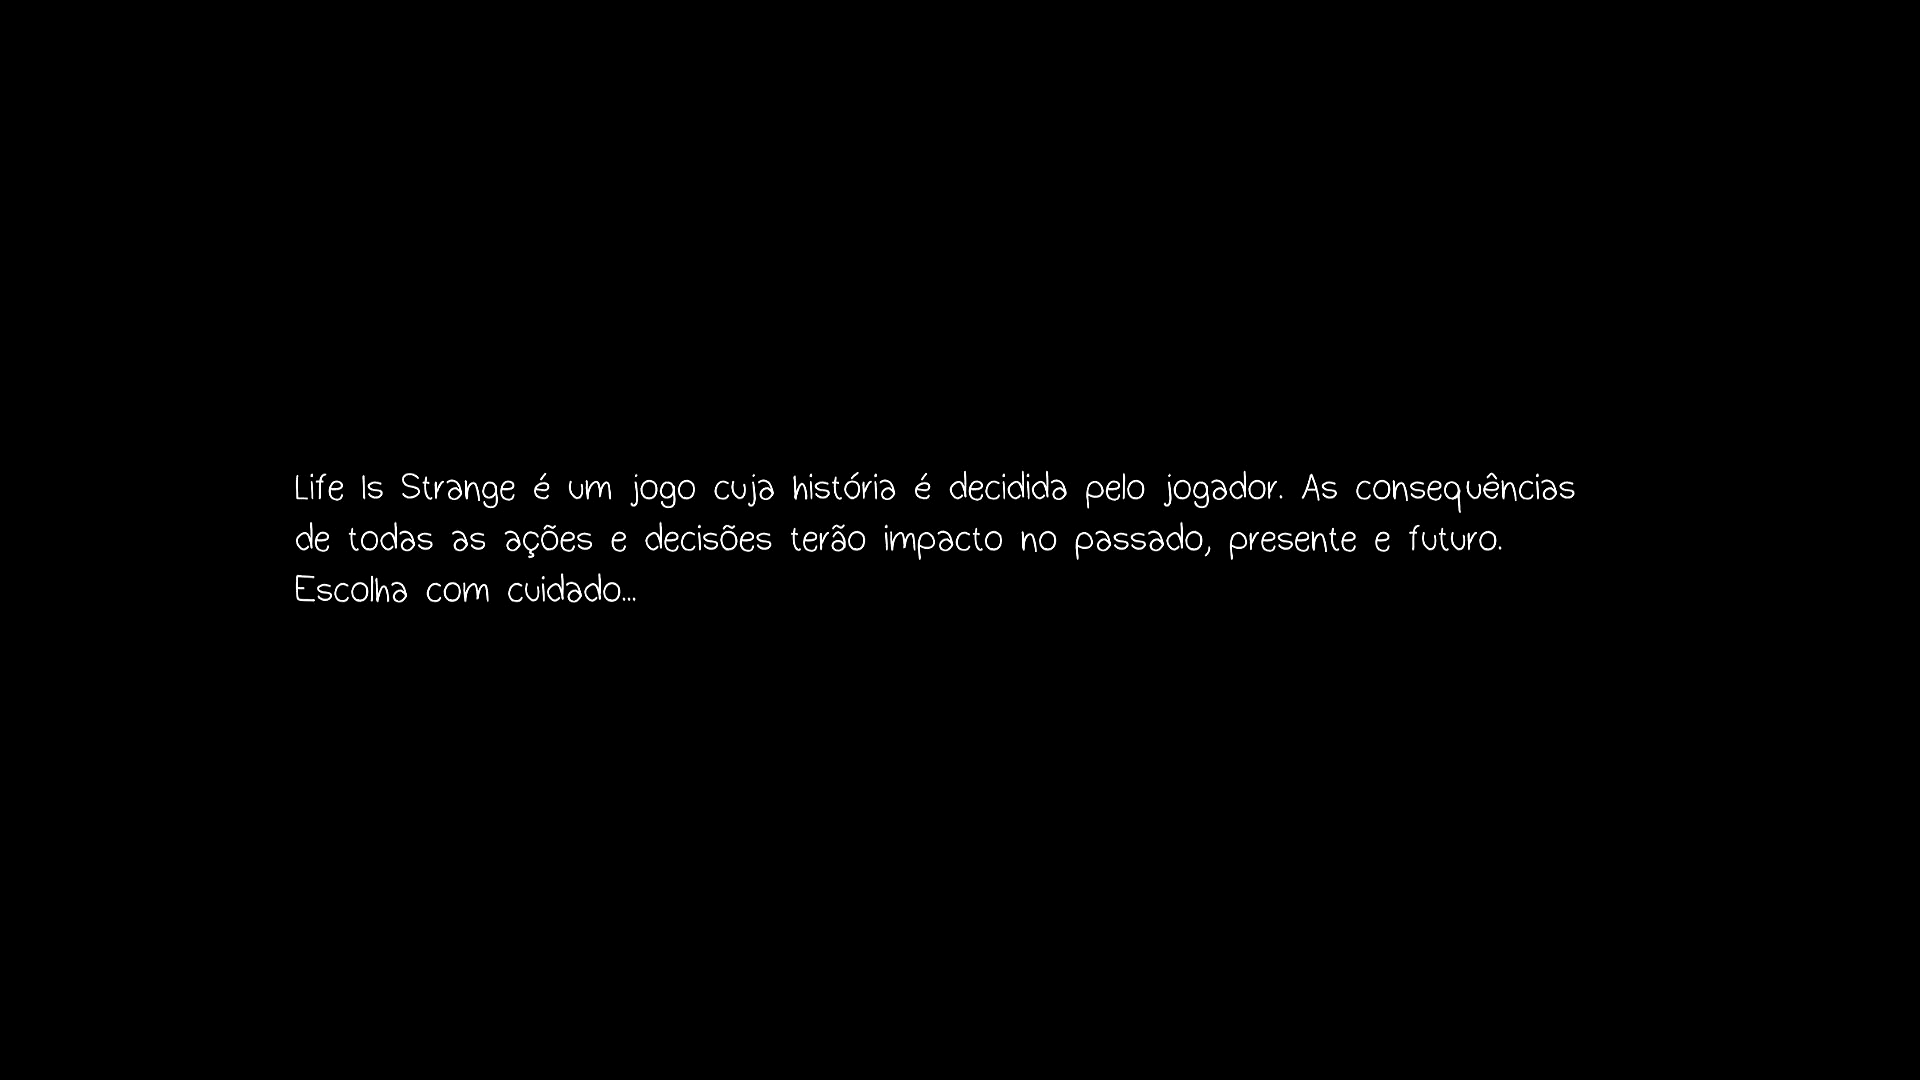 Life Is Strange é um jogo cuja história é decidida pelo jogador. As consequências
de todas as ações e decisões terão impacto no passado, presente e futuro.
Escolha com cuidado...